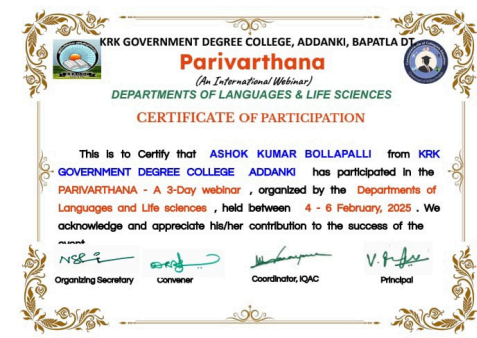 KRK GOVERNMENT DEGREE COLLEGE, ADDANKI, BAPATLA DT.
Parivarthana
(An International Webinar)
DEPARTMENTS OF LANGUAGES & LIFE SCIENCES
CERTIFICATE OF PARTICIPATION
This is to Certify that ASHOK KUMAR BOLLAPALLI from KRK
GOVERNMENT DEGREE COLLEGE ADDANKI has participated in the
PARIVARTHANA - A 3-Day webinar , organized by the Departments of
Languages and Life sciences , held between 4 - 6 February, 2025 . We
acknowledge and appreciate his/her contribution to the success of the
event
Organizing Secretary Convener Coordinator, IQAC Principal